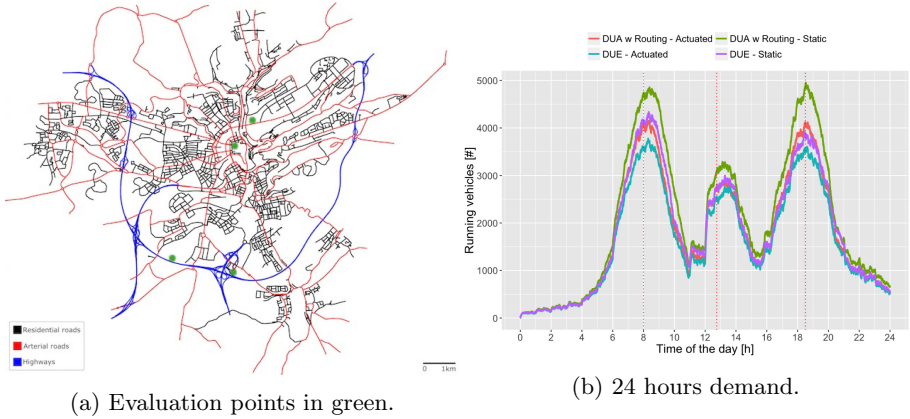 Residential roads
Arterial roads
Highways
0 1km
(a) Evaluation points in green.
DUA w Routing - Actuated DUA w Routing - Static
DUE - Actuated DUE - Static
Running vehicles [#]
5000
4000
3000
2000
1000
0
0 2 4 6 8 10 12 14 16 18 20 22 24
Time of the day [h]
(b) 24 hours demand.